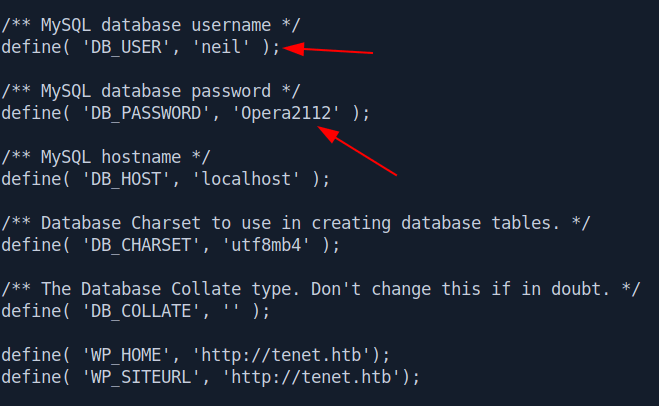 /** MySQL database username */
define( 'DB_USER', 'neil' );
/** MySQL database password */
define( 'DB_PASSWORD', 'Opera2112' );
/** MySQL hostname */
define( 'DB_HOST', 'localhost' );
/** Database Charset to use in creating database tables. */
define( 'DB_CHARSET', 'utf8mb4' );
/** The Database Collate type. Don't change this if in doubt. */
define( 'DB_COLLATE', '' );
define( 'WP_HOME', 'http://tenet.htb');
define( 'WP_SITEURL', 'http://tenet.htb');